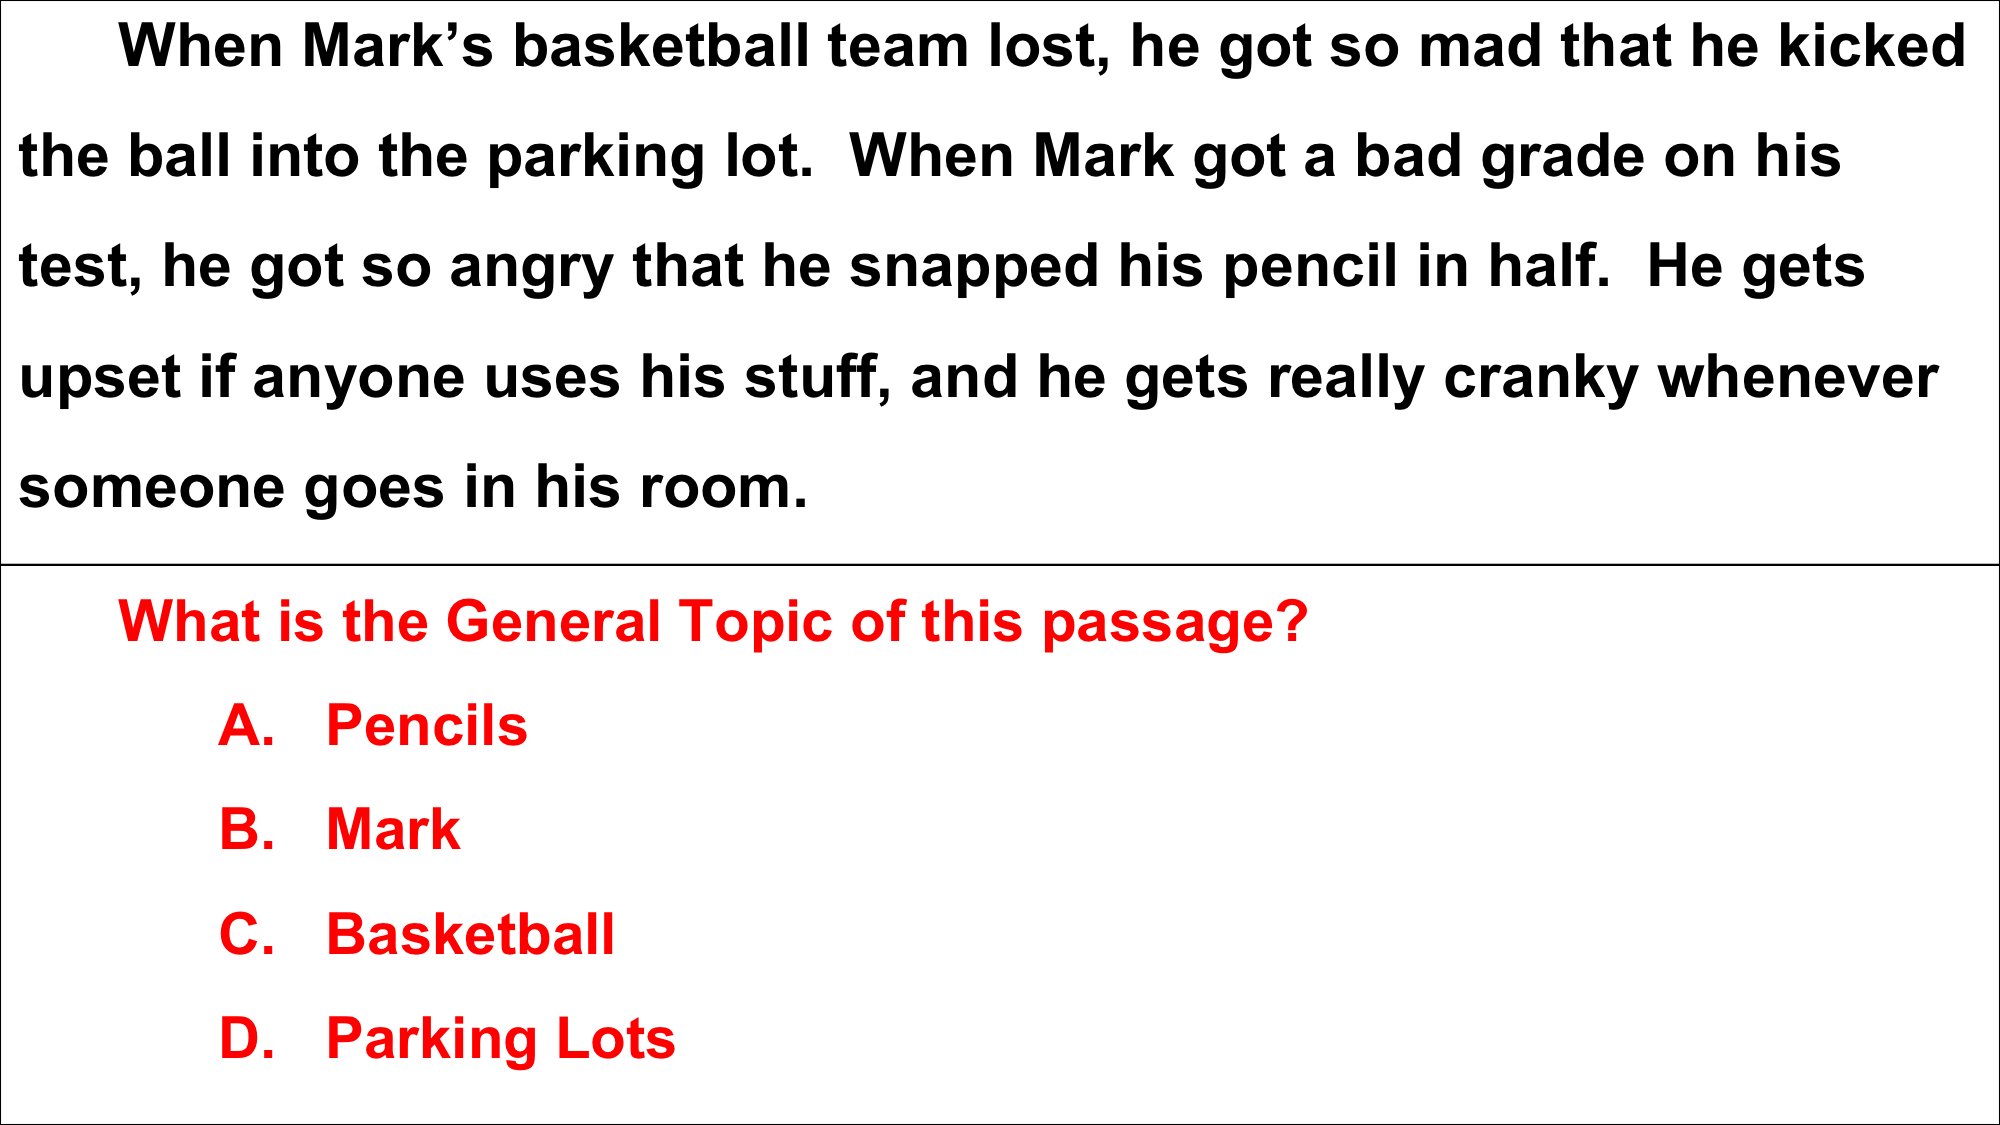 When Mark’s basketball team lost, he got so mad that he kicked
the ball into the parking lot.  When Mark got a bad grade on his
test, he got so angry that he snapped his pencil in half.  He gets
upset if anyone uses his stuff, and he gets really cranky whenever
someone goes in his room.
What is the General Topic of this passage?
A. Pencils
B. Mark
C. Basketball
D. Parking Lots